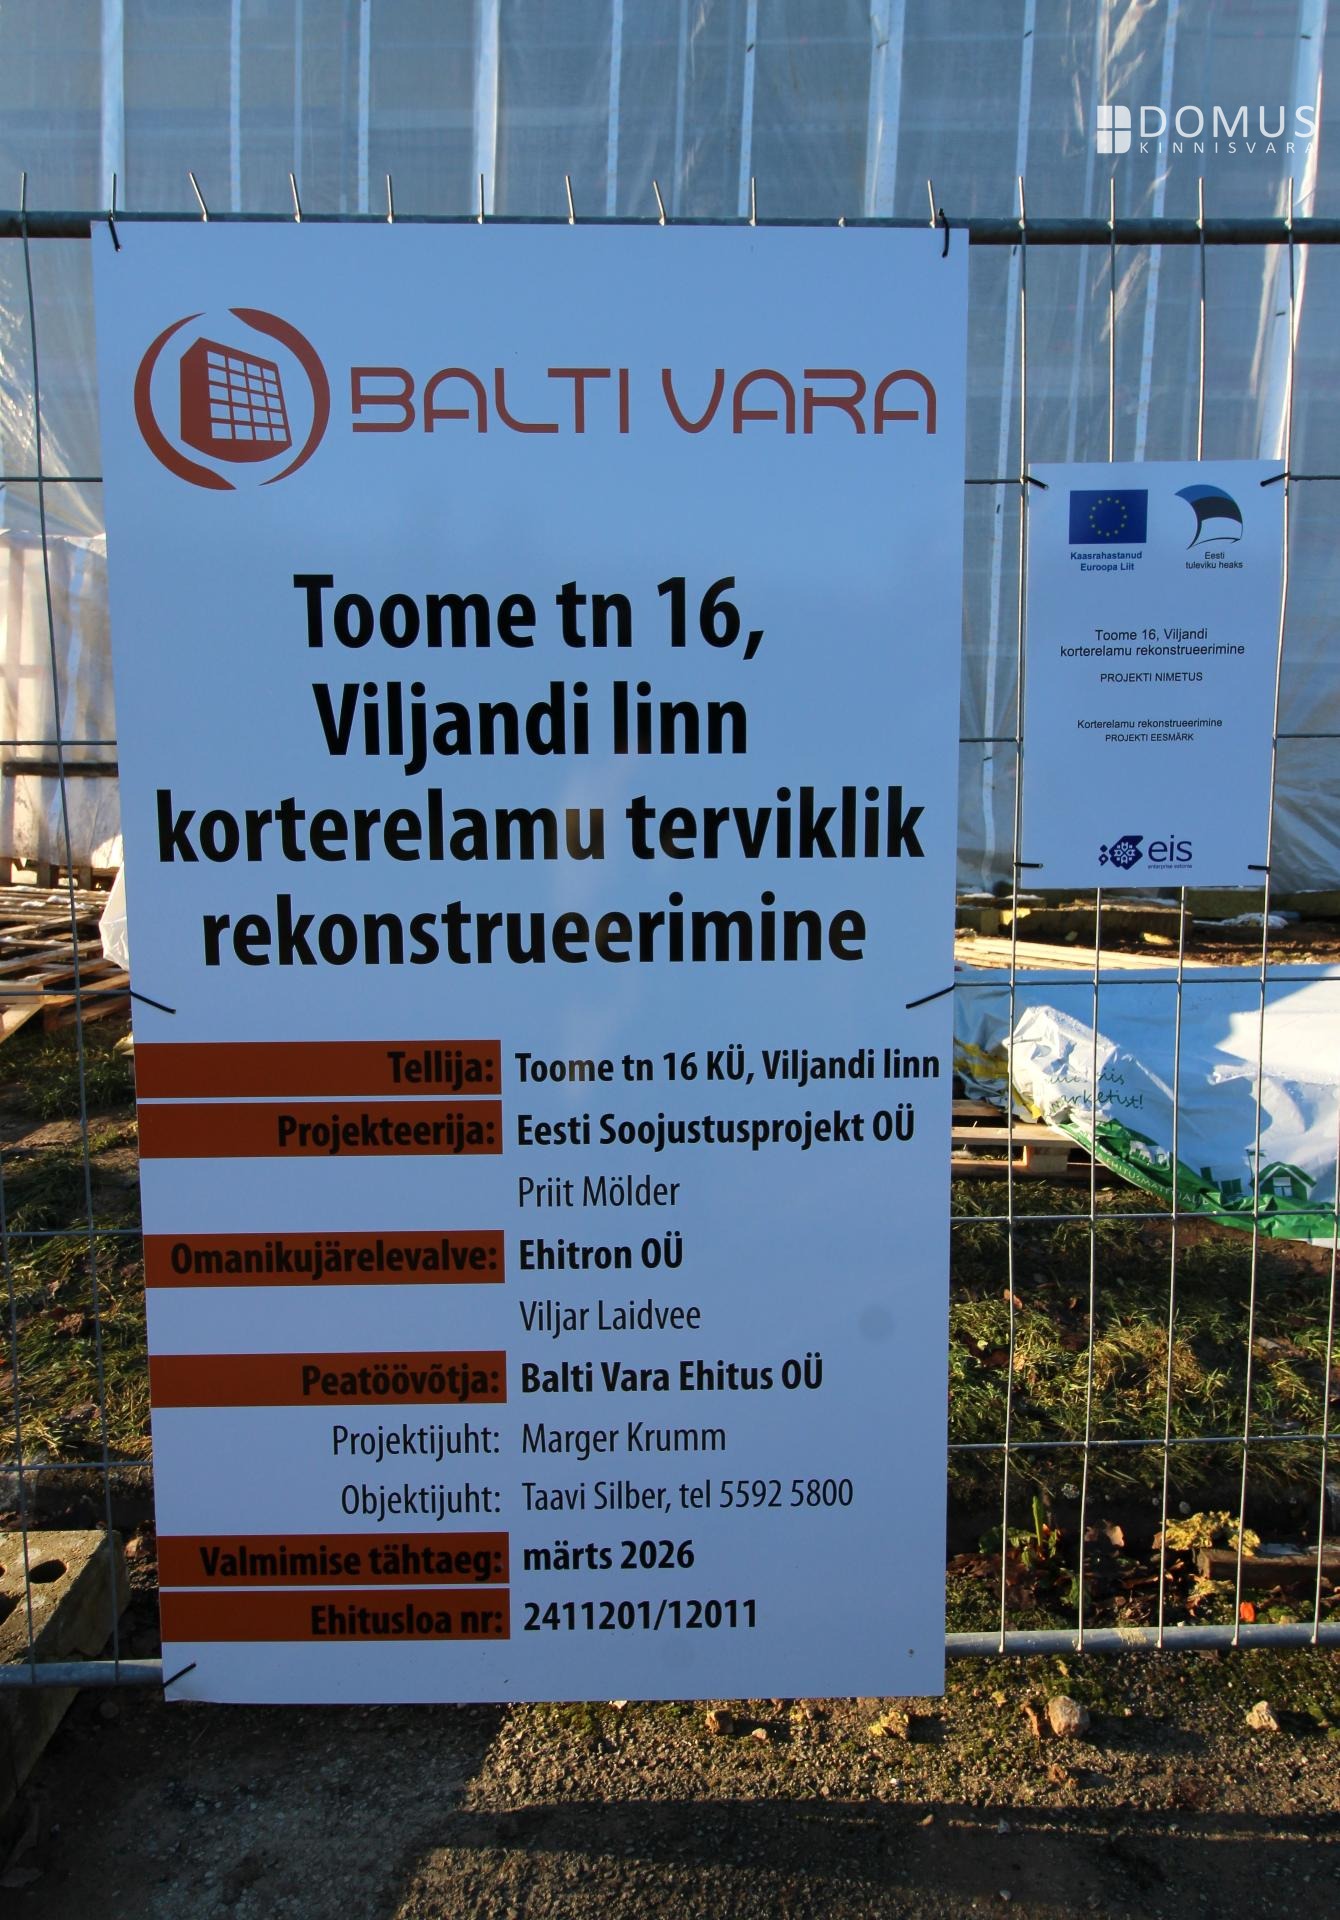 DOMUS
KINNISVARA
BALTI VARA
Toome tn 16,
Viljandi linn
korterelamu terviklik
rekonstrueerimine
Tellija: Toome tn 16 KÜ, Viljandi linn
Projekteerija: Eesti Soojustusprojekt OÜ
Priit Mölder
Omanikujärelevalve: Ehitron OÜ
Viljar Laidvee
Peatöövõtja: Balti Vara Ehitus OÜ
Projektijuht: Marger Krumm
Objektijuht: Taavi Silber, tel 5592 5800
Valmimise tähtaeg: märts 2026
Ehitusloa nr: 2411201/12011
Kaasrahastanud
Euroopa Liit
Eesti
tuleviku heaks
Toome 16, Viljandi
korterelamu rekonstrueerimine
PROJEKTI NIMETUS
Korterelamu rekonstrueerimine
PROJEKTI EESMÄRK
eis
enterprise estonia